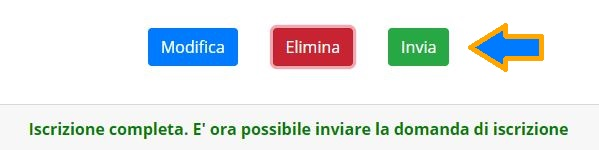 Modifica Elimina Invia
Iscrizione completa. E' ora possibile inviare la domanda di iscrizione